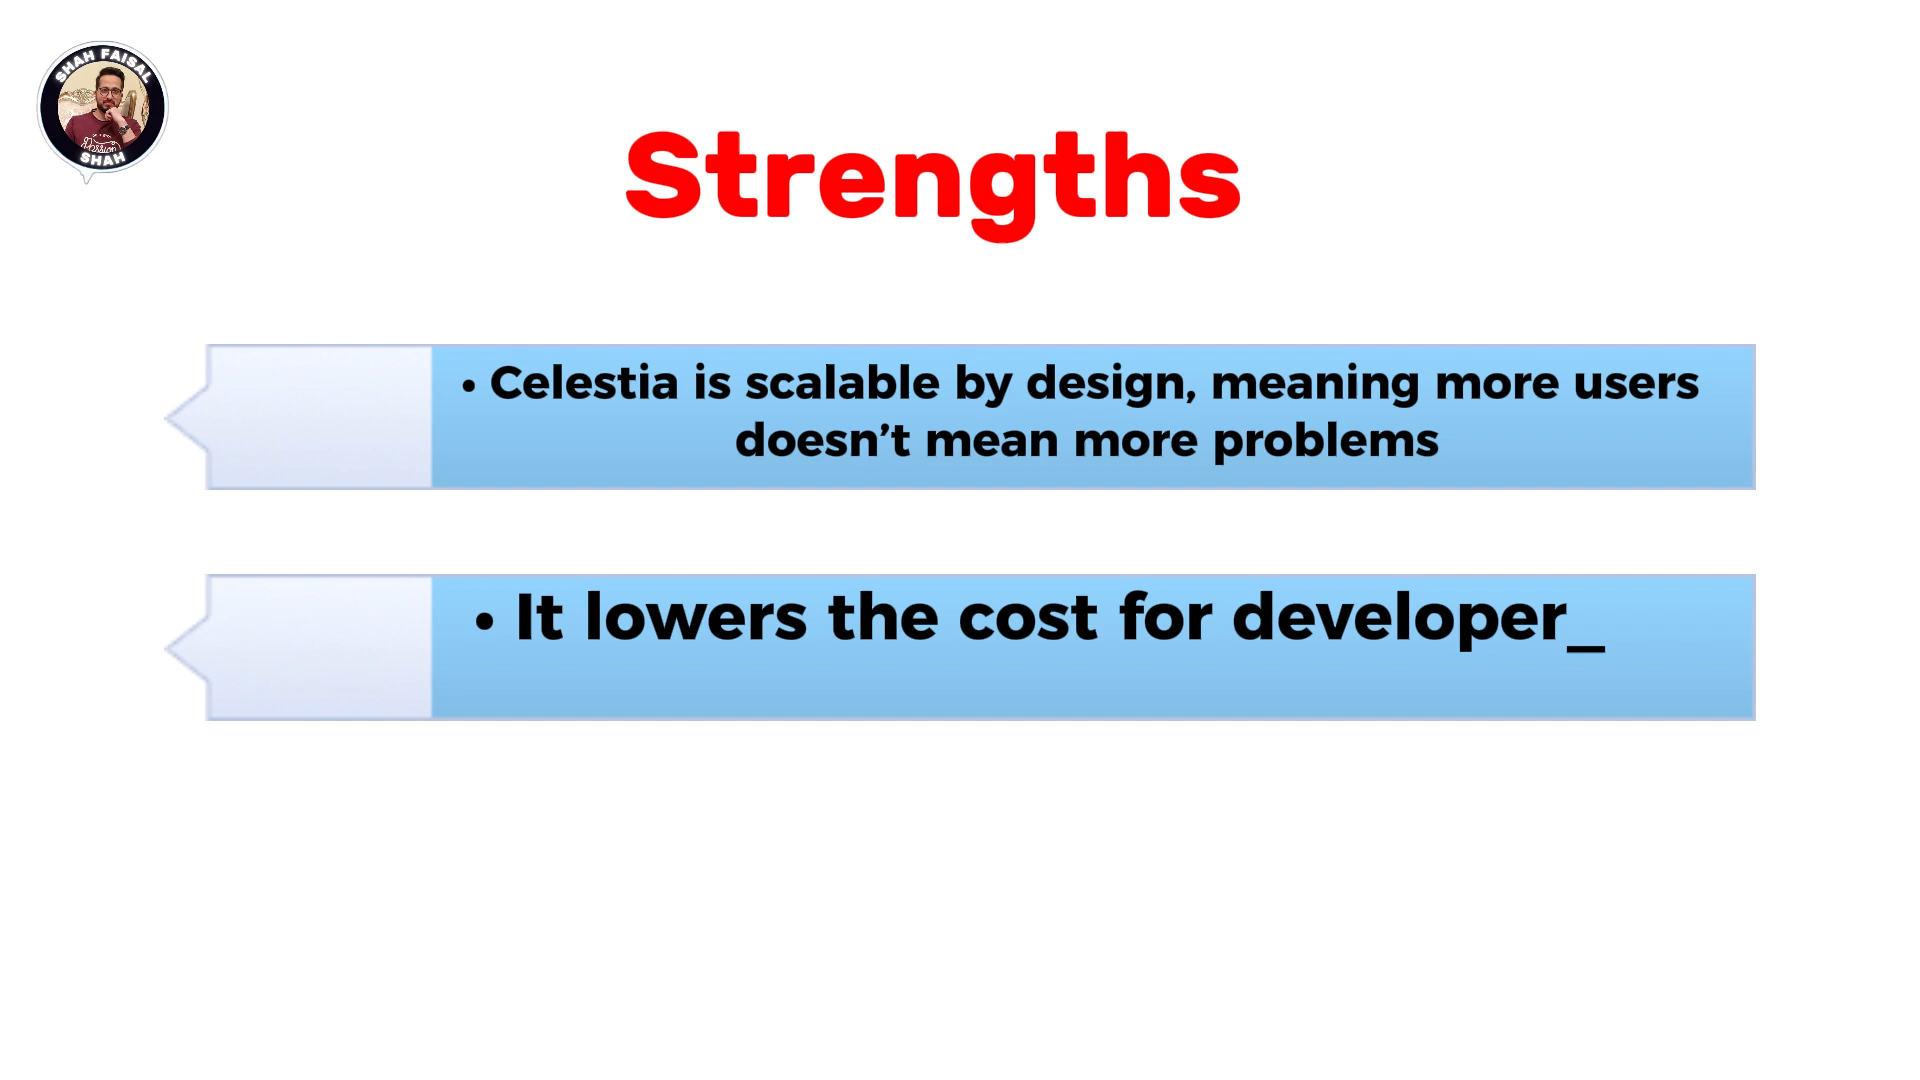 SHAH FAISAL
Passion
SHAH
Strengths
• Celestia is scalable by design, meaning more users
doesn’t mean more problems
• It lowers the cost for developer_